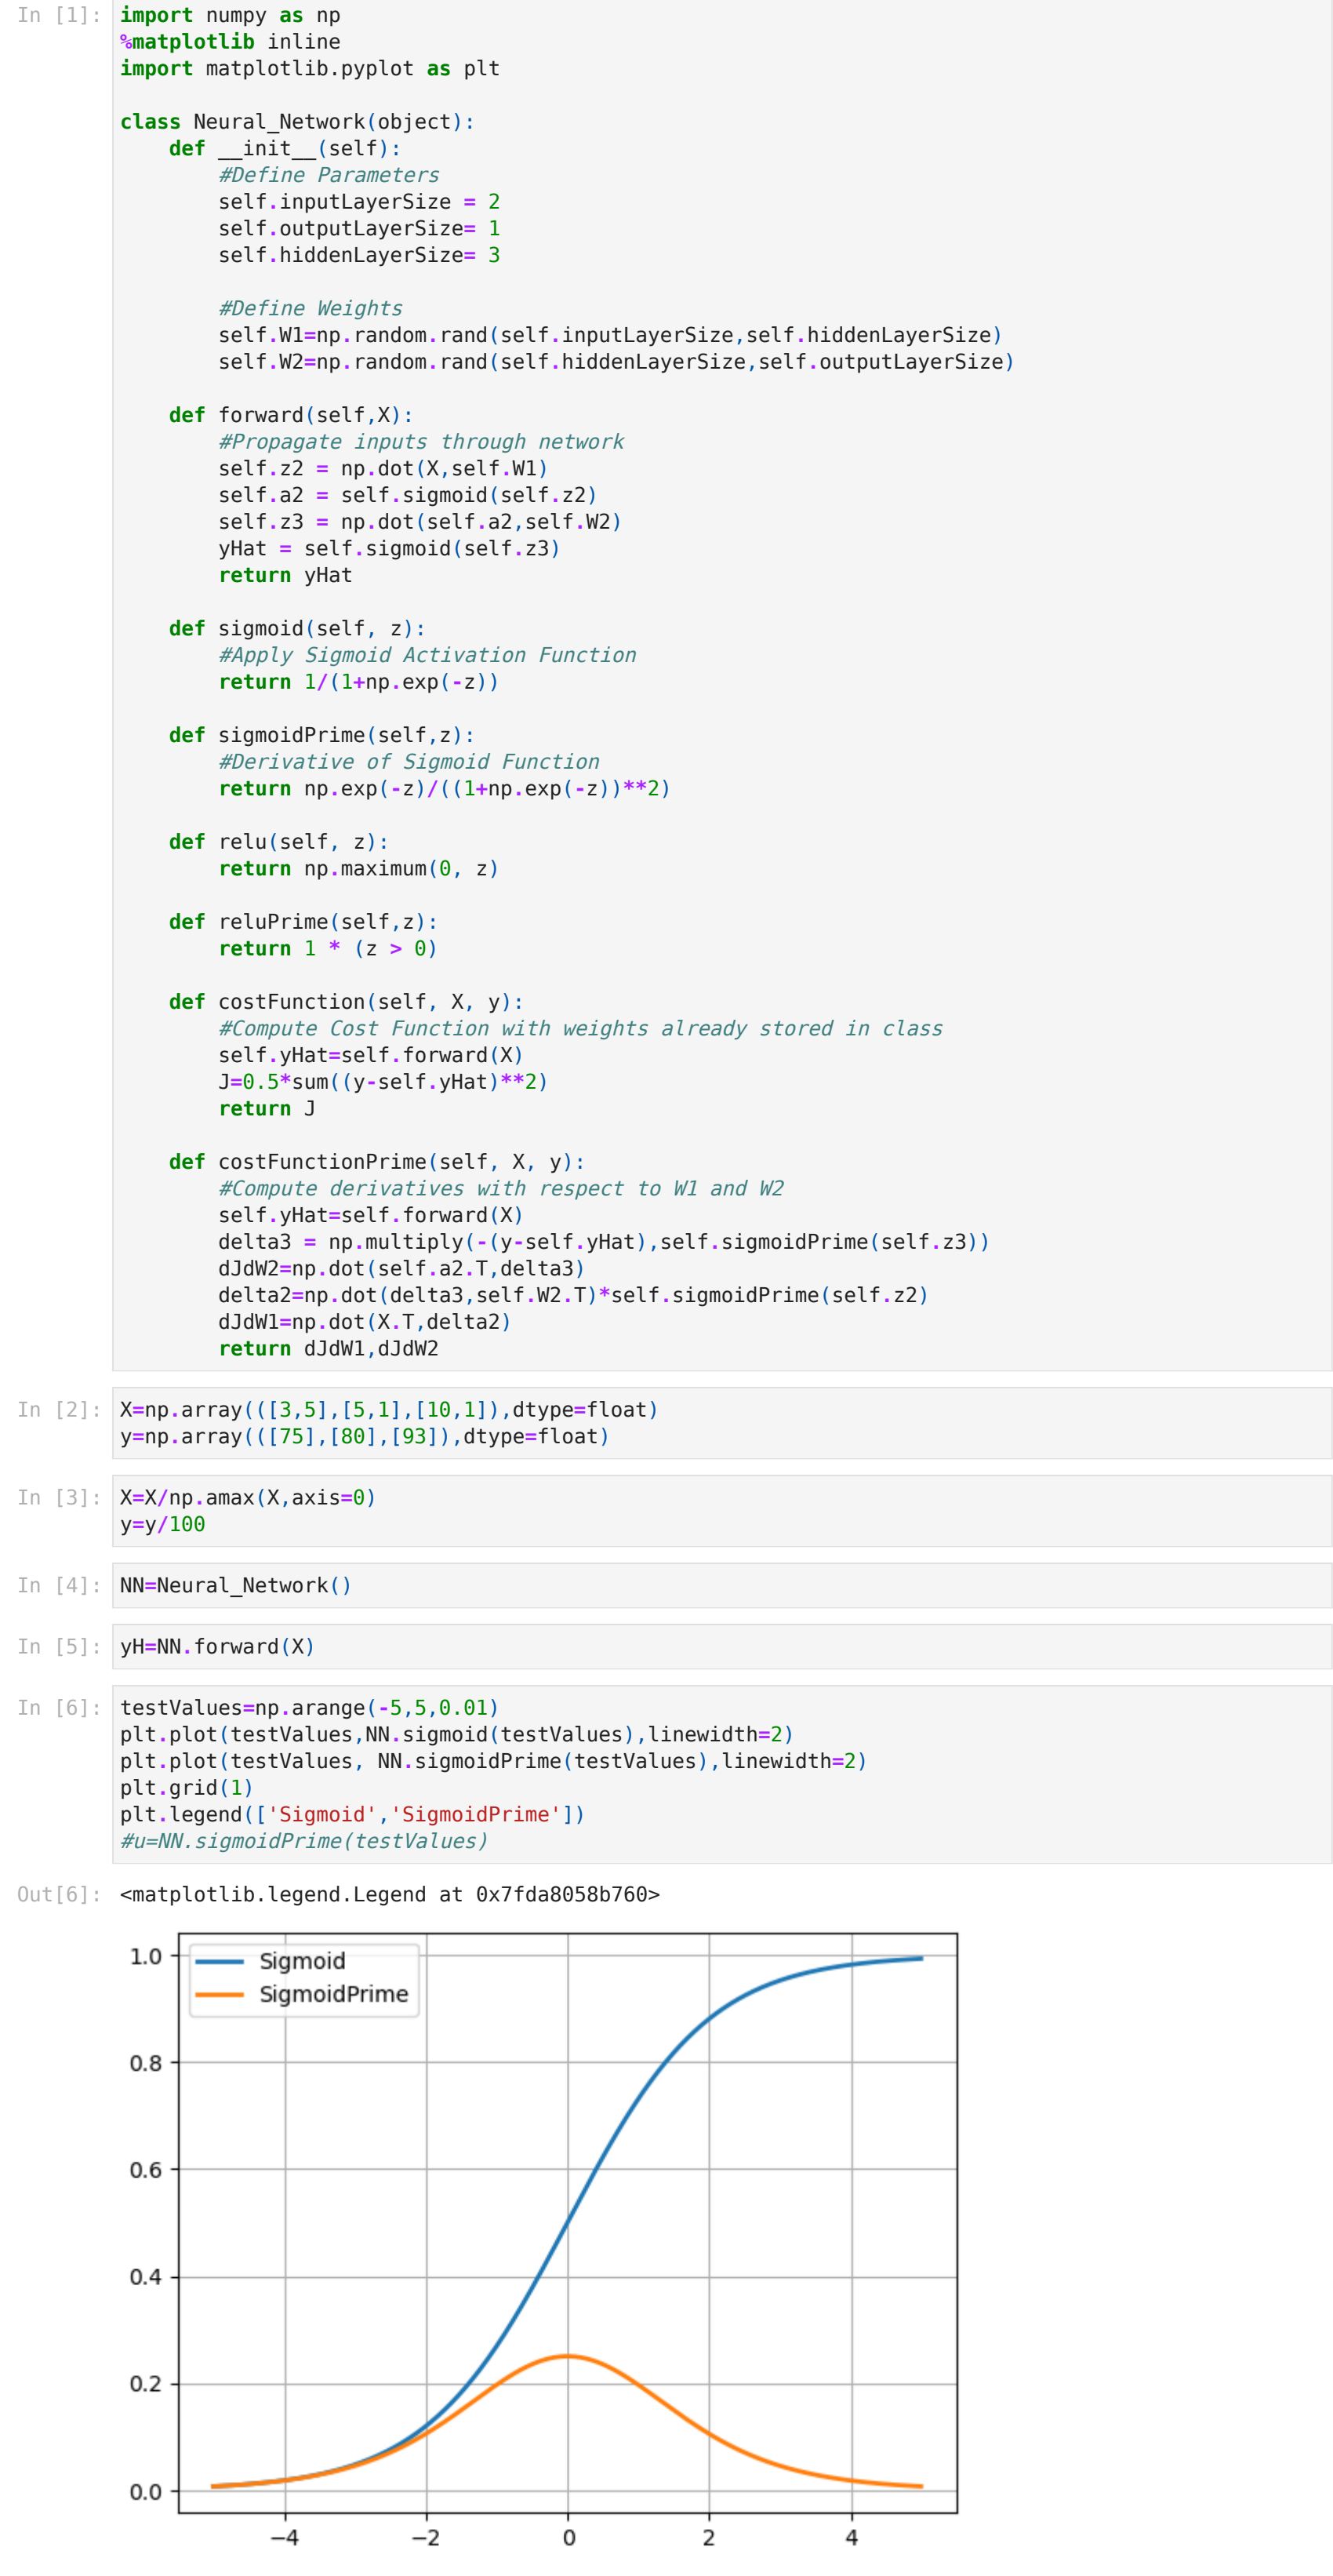 In [1]: import numpy as np
%matplotlib inline
import matplotlib.pyplot as plt
class Neural_Network(object):
def __init__(self):
#Define Parameters
self.inputLayerSize = 2
self.outputLayerSize= 1
self.hiddenLayerSize= 3
#Define Weights
self.W1=np.random.rand(self.inputLayerSize,self.hiddenLayerSize)
self.W2=np.random.rand(self.hiddenLayerSize,self.outputLayerSize)
def forward(self,X):
#Propagate inputs through network
self.z2 = np.dot(X,self.W1)
self.a2 = self.sigmoid(self.z2)
self.z3 = np.dot(self.a2,self.W2)
yHat = self.sigmoid(self.z3)
return yHat
def sigmoid(self, z):
#Apply Sigmoid Activation Function
return 1/(1+np.exp(-z))
def sigmoidPrime(self,z):
#Derivative of Sigmoid Function
return np.exp(-z)/((1+np.exp(-z))**2)
def relu(self, z):
return np.maximum(0, z)
def reluPrime(self,z):
return 1 * (z > 0)
def costFunction(self, X, y):
#Compute Cost Function with weights already stored in class
self.yHat=self.forward(X)
J=0.5*sum((y-self.yHat)**2)
return J
def costFunctionPrime(self, X, y):
#Compute derivatives with respect to W1 and W2
self.yHat=self.forward(X)
delta3 = np.multiply(-(y-self.yHat),self.sigmoidPrime(self.z3))
dJdW2=np.dot(self.a2.T,delta3)
delta2=np.dot(delta3,self.W2.T)*self.sigmoidPrime(self.z2)
dJdW1=np.dot(X.T,delta2)
return dJdW1,dJdW2
In [2]: X=np.array(([3,5],[5,1],[10,1]),dtype=float)
y=np.array(([75],[80],[93]),dtype=float)
In [3]: X=X/np.amax(X,axis=0)
y=y/100
In [4]: NN=Neural_Network()
In [5]: yH=NN.forward(X)
In [6]: testValues=np.arange(-5,5,0.01)
plt.plot(testValues,NN.sigmoid(testValues),linewidth=2)
plt.plot(testValues, NN.sigmoidPrime(testValues),linewidth=2)
plt.grid(1)
plt.legend(['Sigmoid','SigmoidPrime'])
#u=NN.sigmoidPrime(testValues)
Out[6]: <matplotlib.legend.Legend at 0x7fda8058b760>
1.0
Sigmoid
SigmoidPrime
0.8
0.6
0.4
0.2
0.0
−4 −2 0 2 4